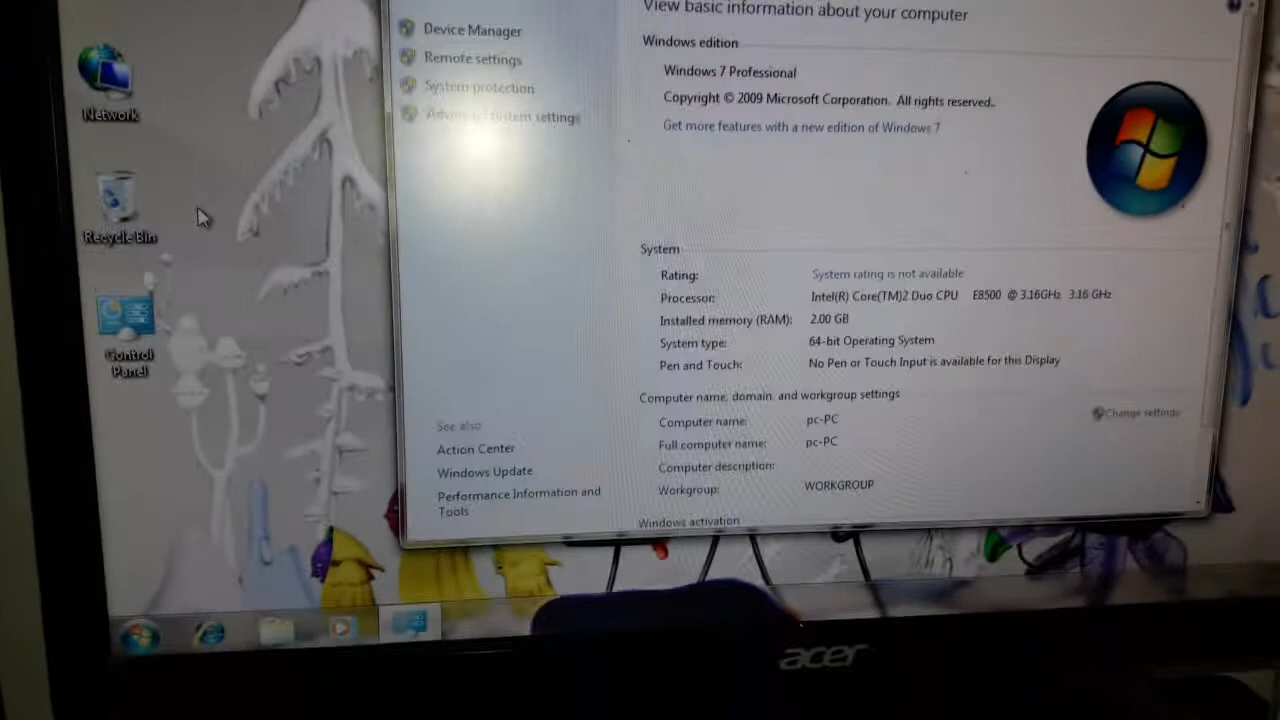 View basic information about your computer
Device Manager
Windows edition
Remote settings
Windows 7 Professional
System protection
Copyright © 2009 Microsoft Corporation. All rights reserved.
Advanced system settings
Get more features with a new edition of Windows 7
Network
Recycle Bin
System
Rating: System rating is not available
Processor: Intel(R) Core(TM)2 Duo CPU E8500 @ 3.16GHz 3.16 GHz
Installed memory (RAM): 2.00 GB
System type: 64-bit Operating System
Pen and Touch: No Pen or Touch Input is available for this Display
Control
Panel
Computer name, domain, and workgroup settings
Computer name: pc-PC
Change settings
Full computer name: pc-PC
Computer description:
Workgroup: WORKGROUP
See also
Action Center
Windows Update
Performance Information and
Tools
Windows activation
acer